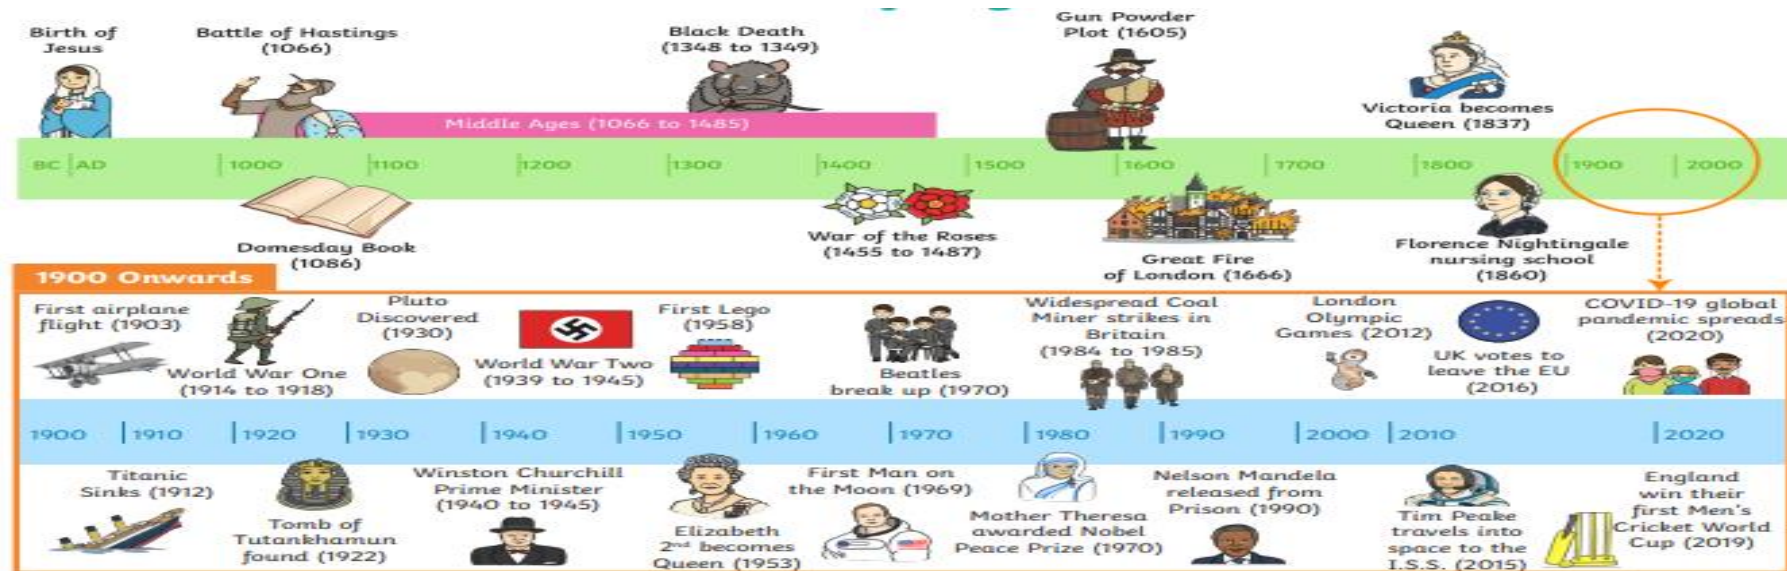 Birth of
Jesus
Battle of Hastings
(1066)
Black Death
(1348 to 1349)
Gun Powder
Plot (1605)
Victoria becomes
Queen (1837)
Middle Ages (1066 to 1485)
BC AD 1000 1100 1200 1300 1400 1500 1600 1700 1800 1900 2000
Domesday Book
(1086)
War of the Roses
(1455 to 1487)
Great Fire
of London (1666)
Florence Nightingale
nursing school
(1860)
1900 Onwards
First airplane
flight (1903)
World War One
(1914 to 1918)
Pluto
Discovered
(1930)
World War Two
(1939 to 1945)
First Lego
(1958)
Beatles
break up (1970)
Widespread Coal
Miner strikes in
Britain
(1984 to 1985)
London
Olympic
Games (2012)
UK votes to
leave the EU
(2016)
COVID-19 global
pandemic spreads
(2020)
1900 1910 1920 1930 1940 1950 1960 1970 1980 1990 2000 2010 2020
Titanic
Sinks (1912)
Tomb of
Tutankhamun
found (1922)
Winston Churchill
Prime Minister
(1940 to 1945)
Elizabeth
2nd becomes
Queen (1953)
First Man on
the Moon (1969)
Mother Theresa
awarded Nobel
Peace Prize (1970)
Nelson Mandela
released from
Prison (1990)
Tim Peake
travels into
space to the
I.S.S. (2015)
England
win their
first Men's
Cricket World
Cup (2019)